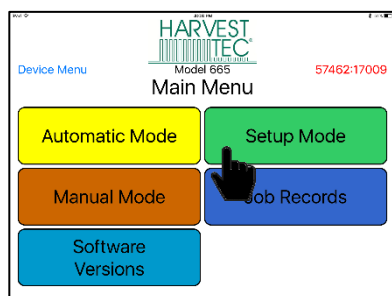 HARVEST
TEC
Device Menu
Model 665
57462:17009
Main Menu
Automatic Mode
Setup Mode
Manual Mode
Job Records
Software
Versions